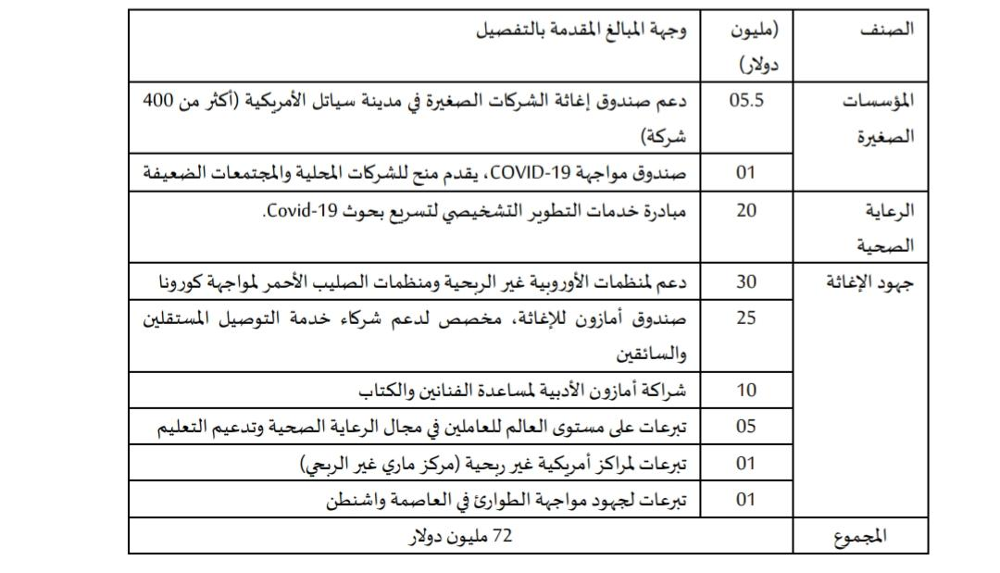 الصنف
(مليون
دولار)
وجهة المبالغ المقدمة بالتفصيل
المؤسسات
الصغيرة
05.5
دعم صندوق إغاثة الشركات الصغيرة في مدينة سياتل الأمريكية (أكثر من 400
شركة)
01
صندوق مواجهة COVID-19، يقدم منح للشركات المحلية والمجتمعات الضعيفة
الرعاية
الصحية
20
مبادرة خدمات التطوير التشخيصي لتسريع بحوث Covid-19.
جهود الإغاثة
30
دعم لمنظمات الأوروبية غير الربحية ومنظمات الصليب الأحمر لمواجهة كورونا
25
صندوق أمازون للإغاثة، مخصص لدعم شركاء خدمة التوصيل المستقلين
والسائقين
10
شراكة أمازون الأدبية لمساعدة الفنانين والكتاب
05
تبرعات على مستوى العالم للعاملين في مجال الرعاية الصحية وتدعيم التعليم
01
تبرعات لمراكز أمريكية غير ربحية (مركز ماري غير الربحي)
01
تبرعات لجهود مواجهة الطوارئ في العاصمة واشنطن
المجموع
72 مليون دولار